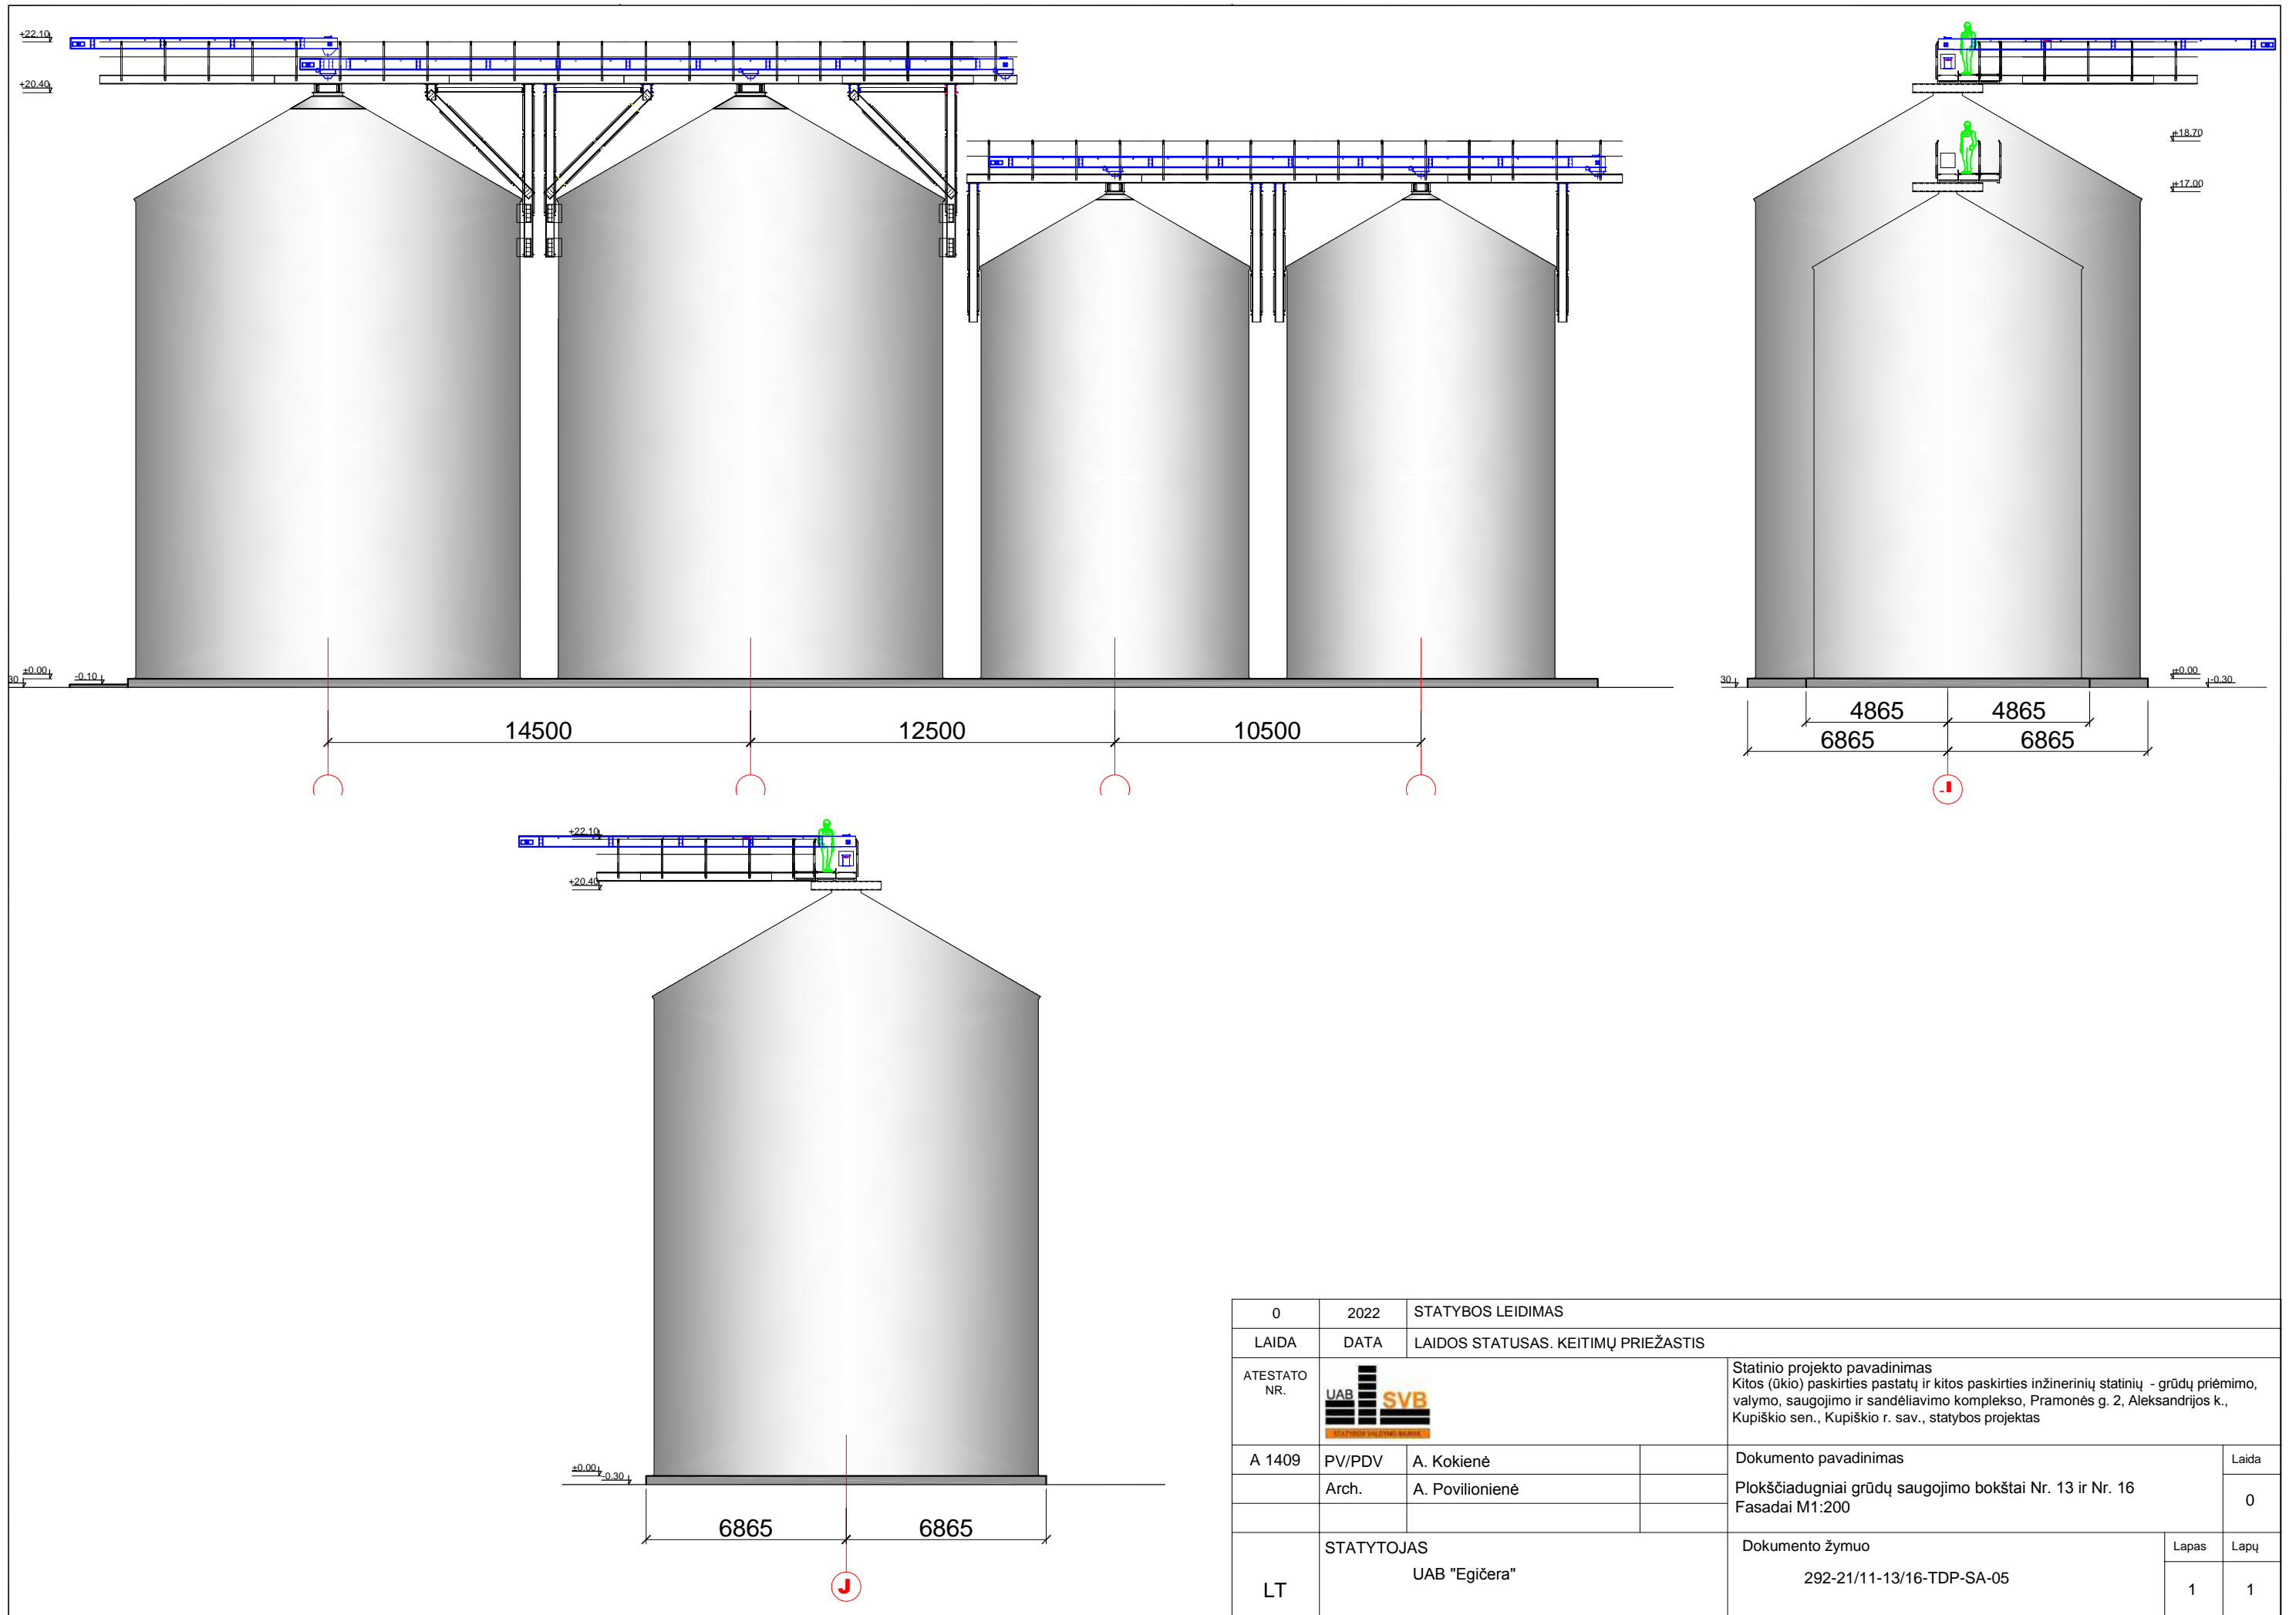 +22.10
+20.40
+18.70
+17.00
±0.00
30
-0.10
30
±0.00
-0.30
14500
12500
10500
4865
4865
6865
6865
+22.10
+20.40
±0.00
-0.30
6865
6865
J
0 2022 STATYBOS LEIDIMAS
LAIDA DATA LAIDOS STATUSAS. KEITIMŲ PRIEŽASTIS
ATESTATO
NR.
UAB
SVB
STATYBOS VALDYMO BIURAS
Statinio projekto pavadinimas
Kitos (ūkio) paskirties pastatų ir kitos paskirties inžinerinių statinių - grūdų priėmimo,
valymo, saugojimo ir sandėliavimo komplekso, Pramonės g. 2, Aleksandrijos k.,
Kupiškio sen., Kupiškio r. sav., statybos projektas
A 1409 PV/PDV A. Kokienė
Arch. A. Povilionienė
Dokumento pavadinimas
Plokščiadugniai grūdų saugojimo bokštai Nr. 13 ir Nr. 16
Fasadai M1:200
Laida
0
LT
STATYTOJAS
UAB "Egičera"
Dokumento žymuo
292-21/11-13/16-TDP-SA-05
Lapas Lapų
1 1